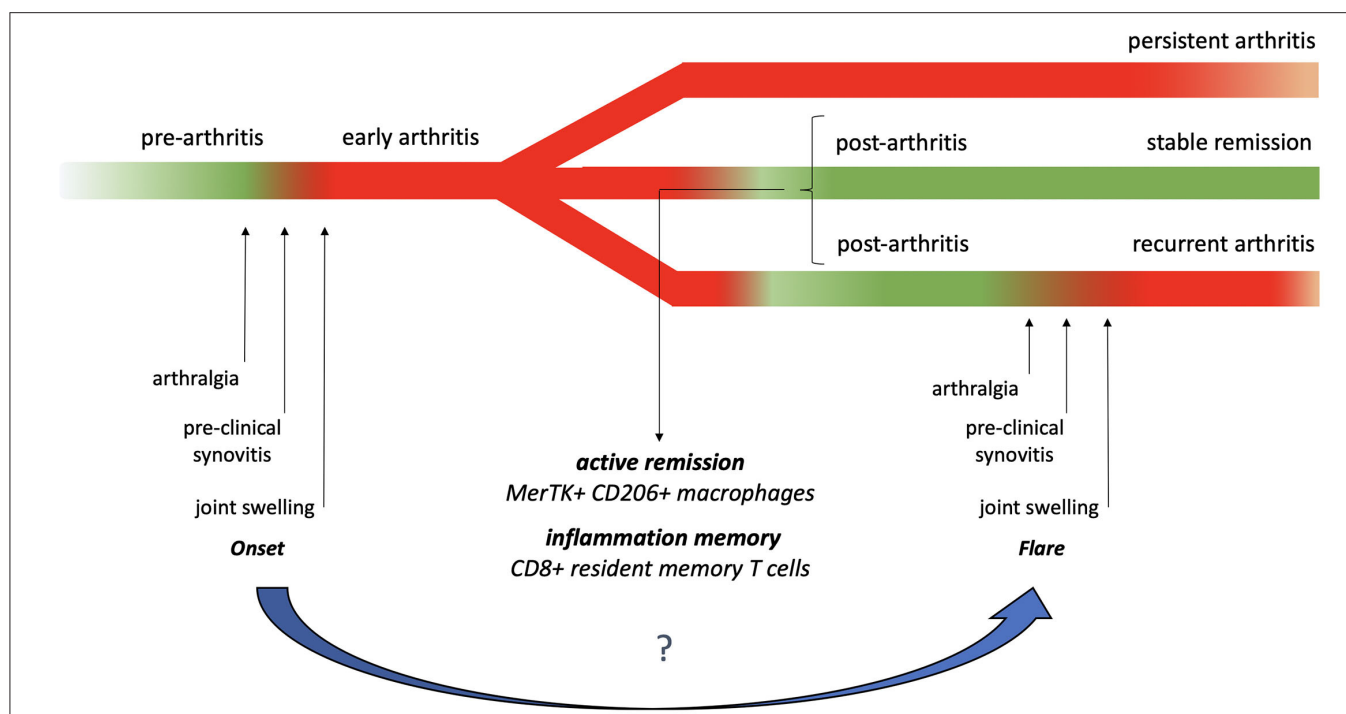 persistent arthritis
pre-arthritis
early arthritis
post-arthritis
stable remission
post-arthritis
recurrent arthritis
arthralgia
pre-clinical
synovitis
joint swelling
Onset
active remission
MerTK+ CD206+ macrophages
inflammation memory
CD8+ resident memory T cells
arthralgia
pre-clinical
synovitis
joint swelling
Flare
?